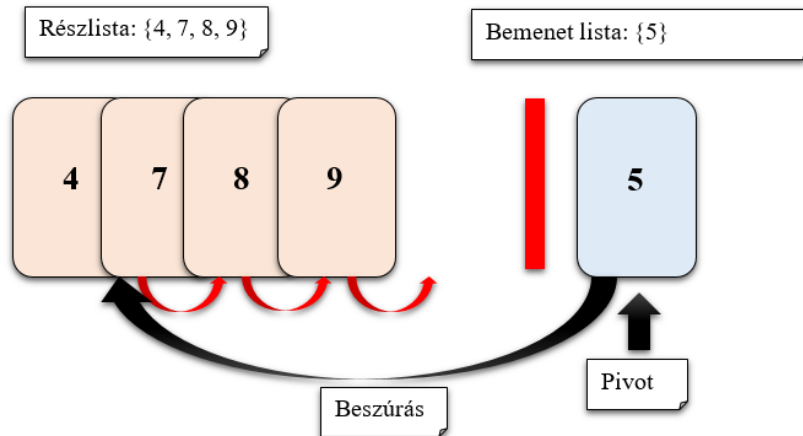 Részlista: {4, 7, 8, 9}
Bemenet lista: {5}
4 7 8 9 5
Pivot
Beszúrás